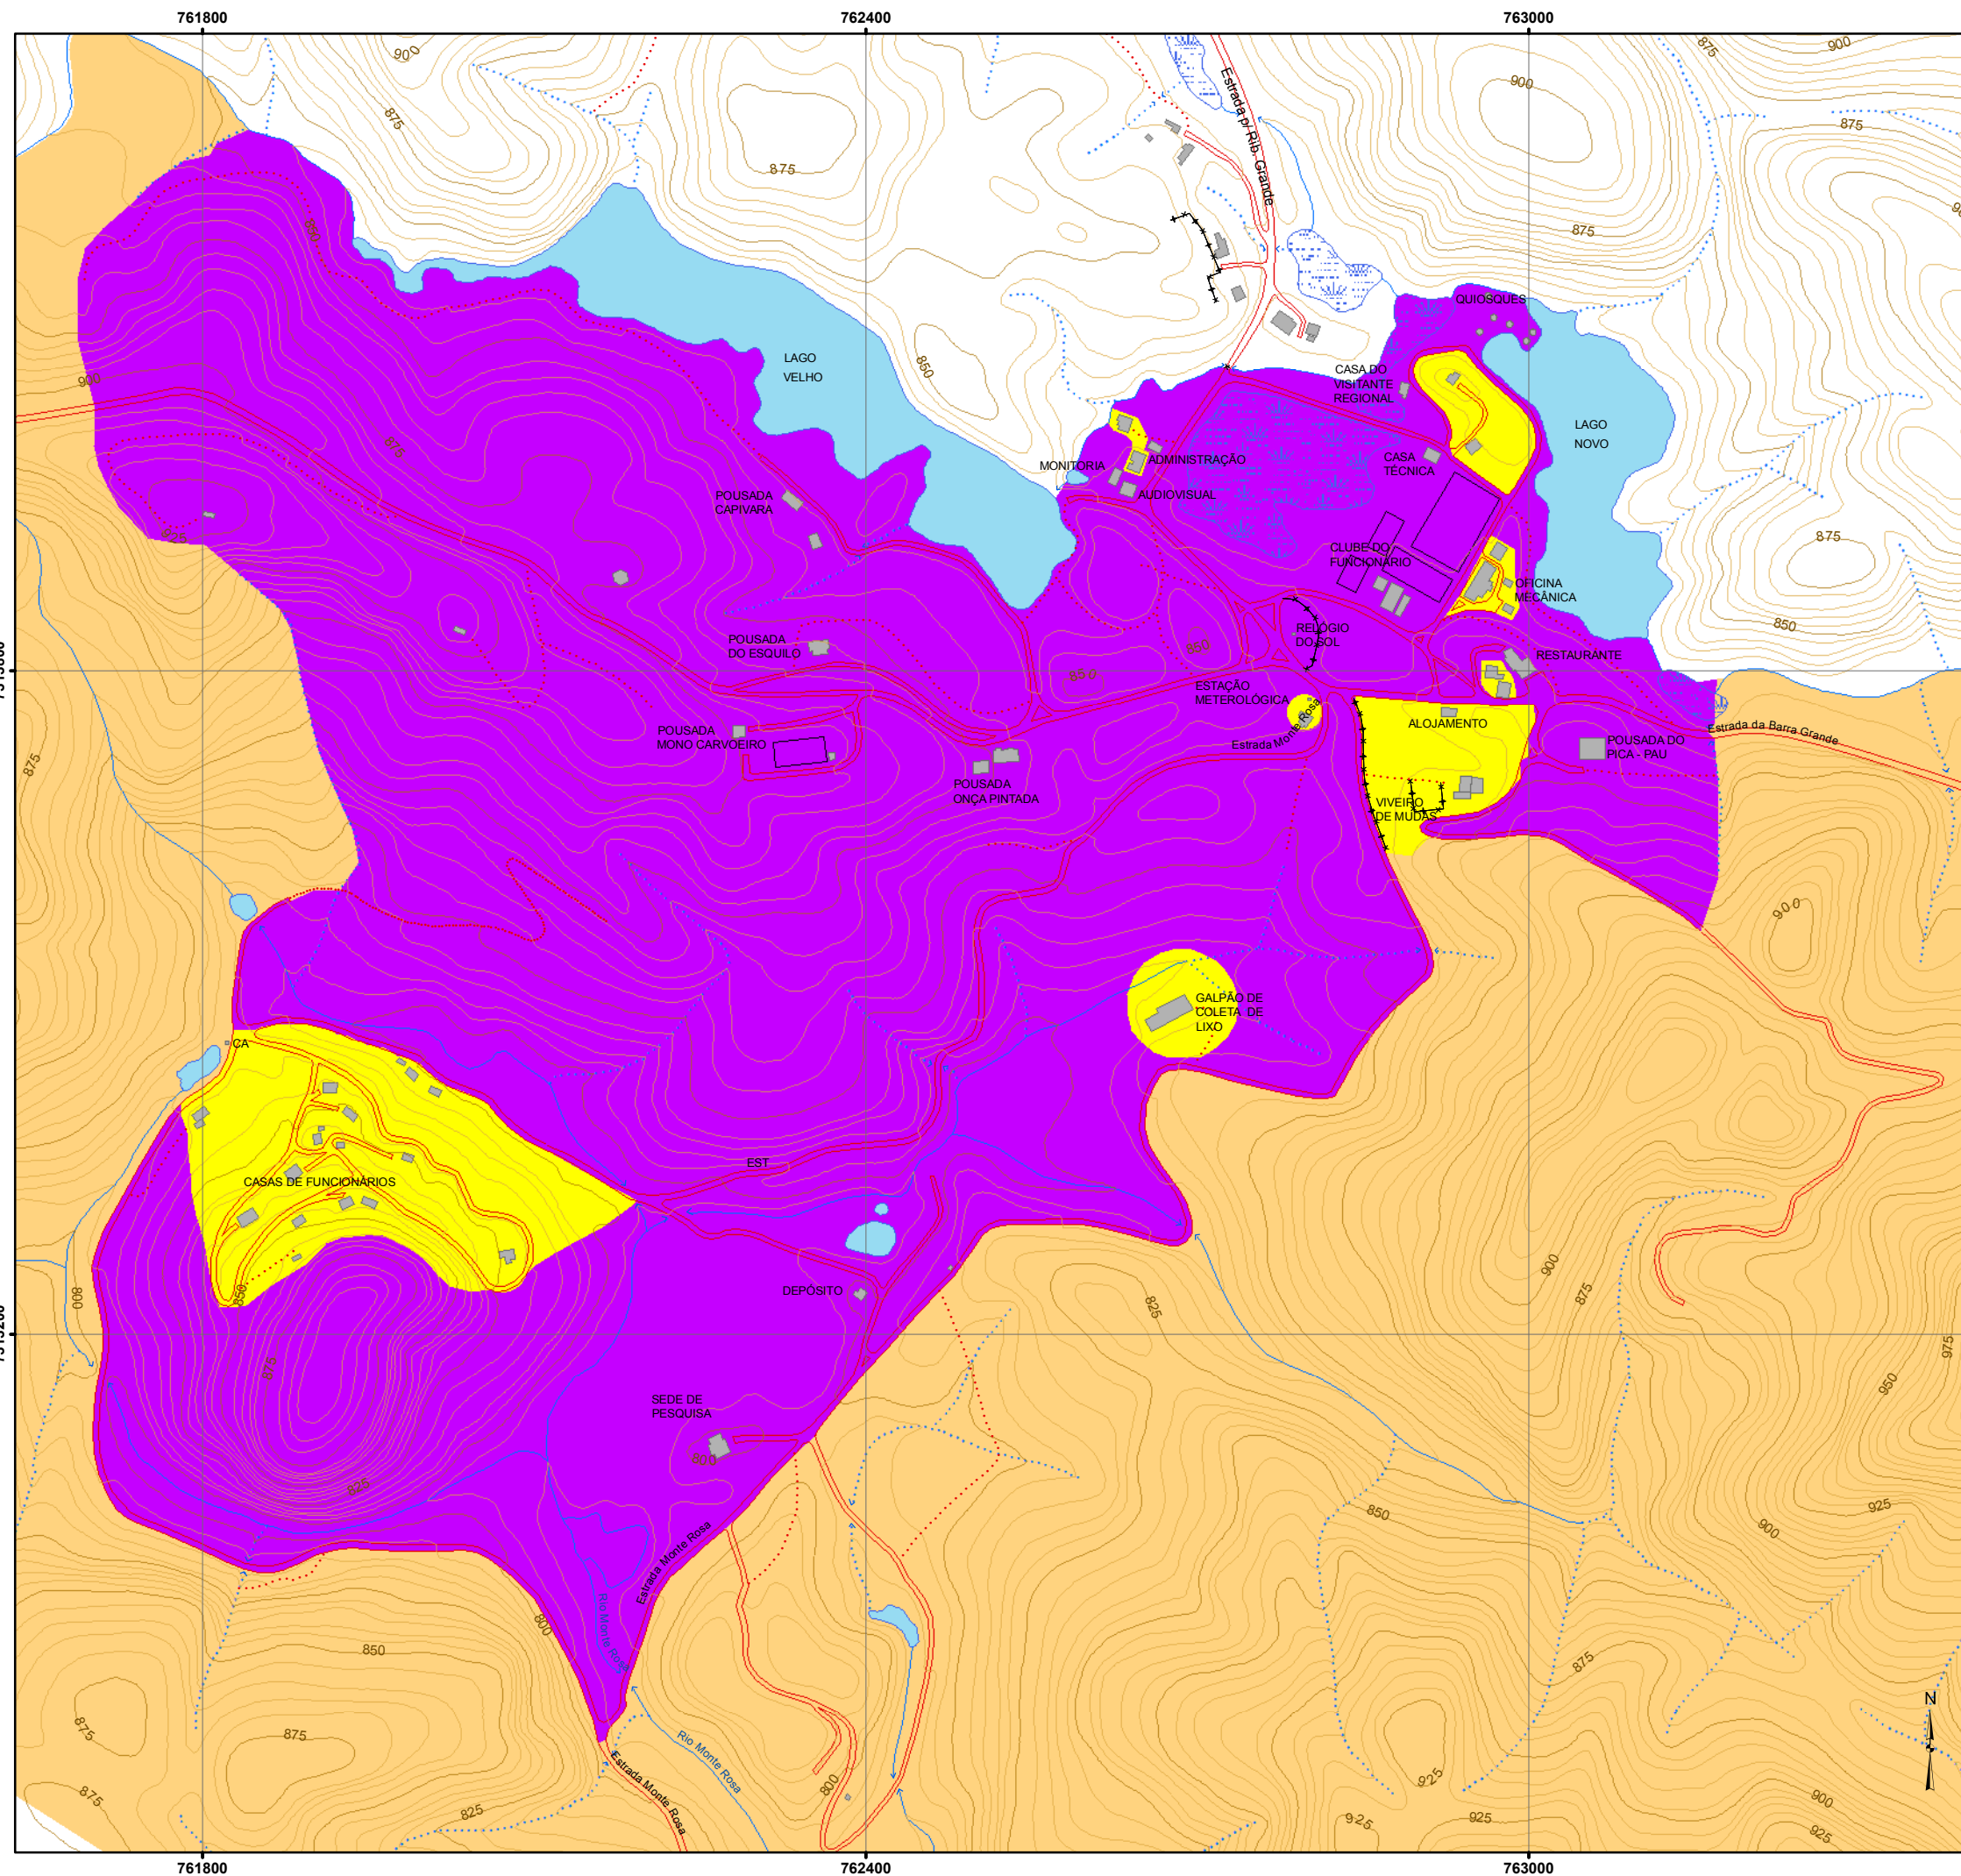 761800
762400
763000
900
875
875
900
875
900
875
875
Estrada p/ Rib. Grande
850
QUIOSQUES
LAGO
VELHO
850
CASA DO
VISITANTE
REGIONAL
LAGO
NOVO
900
875
MONITORIA
ADMINISTRAÇÃO
CASA
TÉCNICA
AUDIOVISUAL
POUSADA
CAPIVARA
925
875
CLUBE DO
FUNCIONÁRIO
OFICINA
MECÂNICA
850
RELÓGIO
DO SOL
850
POUSADA
DO ESQUILO
RESTAURANTE
850
ESTAÇÃO
METEROLÓGICA
Estrada Monte Rosa
ALOJAMENTO
Estrada da Barra Grande
POUSADA
MONO CARVOEIRO
POUSADA DO
PICA - PAU
875
POUSADA
ONÇA PINTADA
VIVEIRO
DE MUDAS
900
GALPÃO DE
COLETA DE
LIXO
CA
EST
CASAS DE FUNCIONÁRIOS
850
800
DEPÓSITO
825
900
875
975
875
950
SEDE DE
PESQUISA
800
825
850
925
900
Estrada Monte Rosa
Rio Monte Rosa
800
850
875
N
875
875
Rio Monte Rosa
Estrada Monte Rosa
800
875
825
925
900
925
925
925
761800
762400
763000